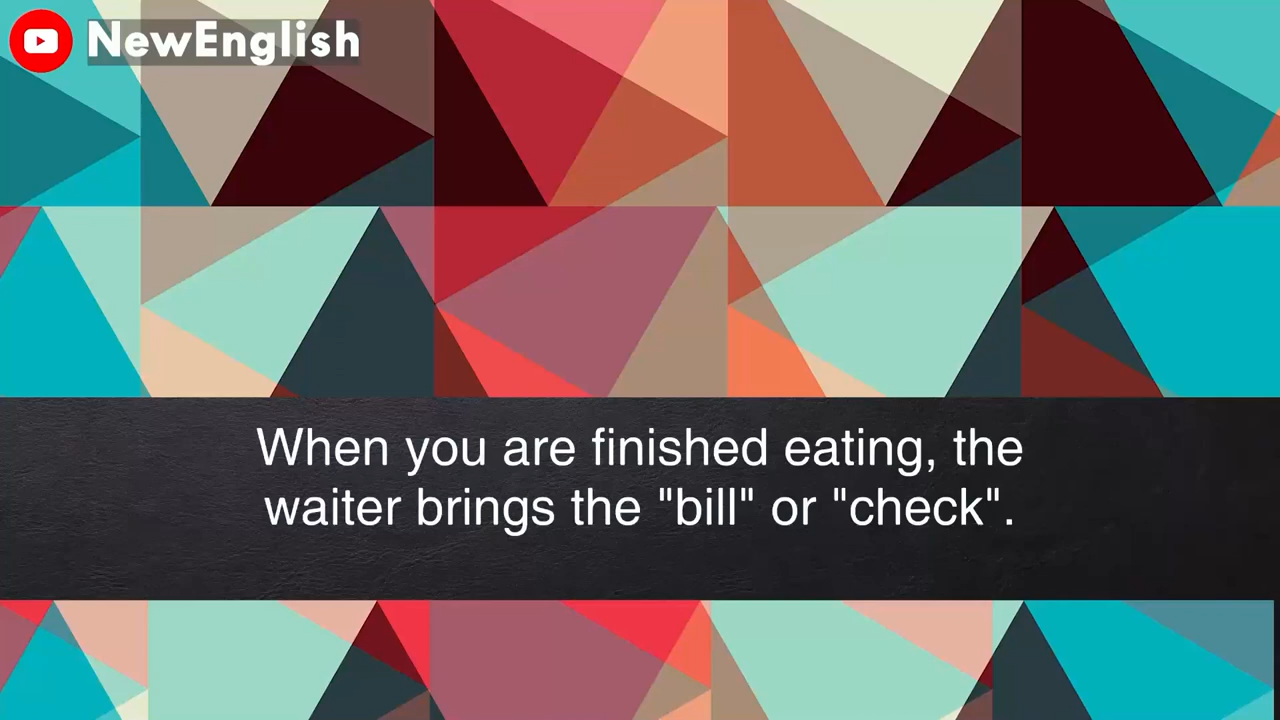 NewEnglish
When you are finished eating, the
waiter brings the "bill" or "check".